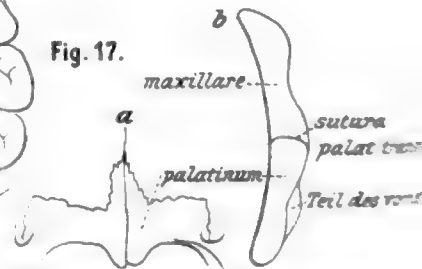 b
Fig. 17.
maxillare
a
sutura
palat
palatinum
Teil des